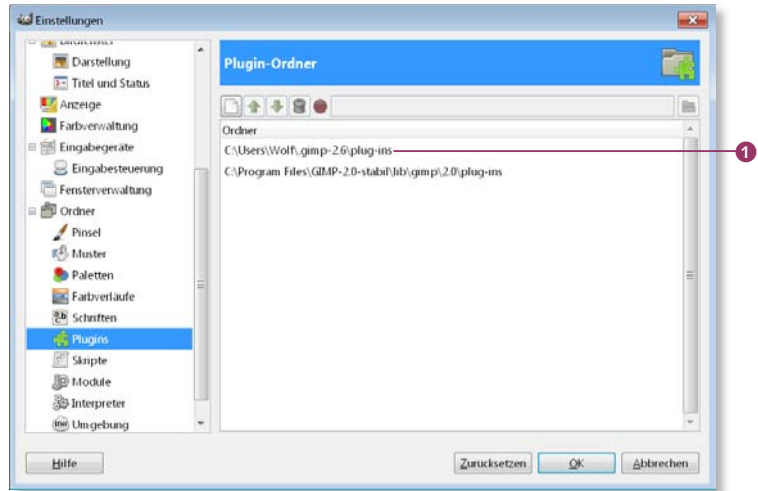 Einstellungen
Darstellung
Titel und Status
Anzeige
Farbverwaltung
Eingabegeräte
Eingabesteuerung
Fensterverwaltung
Ordner
Pinsel
Muster
Paletten
Farbverläufe
Schriften
Plugins
Skripte
Module
Interpreter
Umgebung
Plugin-Ordner
Ordner
C:\Users\Wolf\.gimp-2.6\plug-ins
C:\Program Files\GIMP-2.0-stabil\lib\gimp\2.0\plug-ins
1
Hilfe
Zurücksetzen
OK
Abbrechen